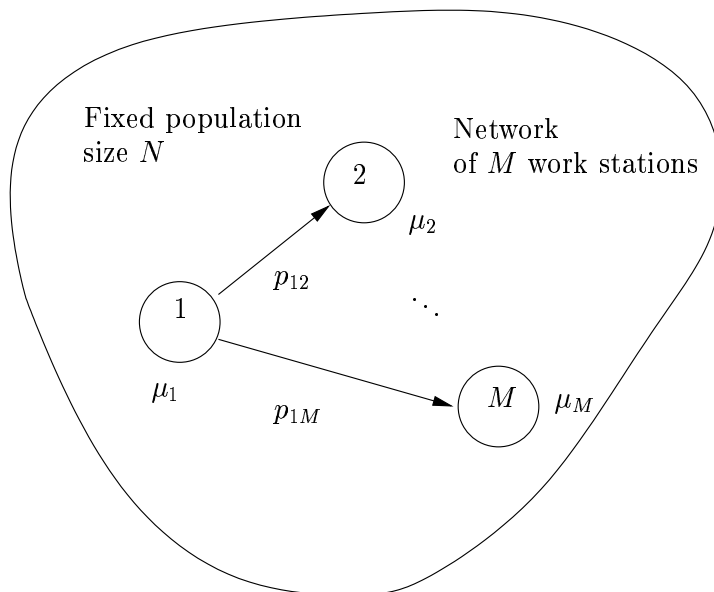 Fixed population
size N
Network
of M work stations
2
μ2
p12
1
μ1
p1M
M
μM